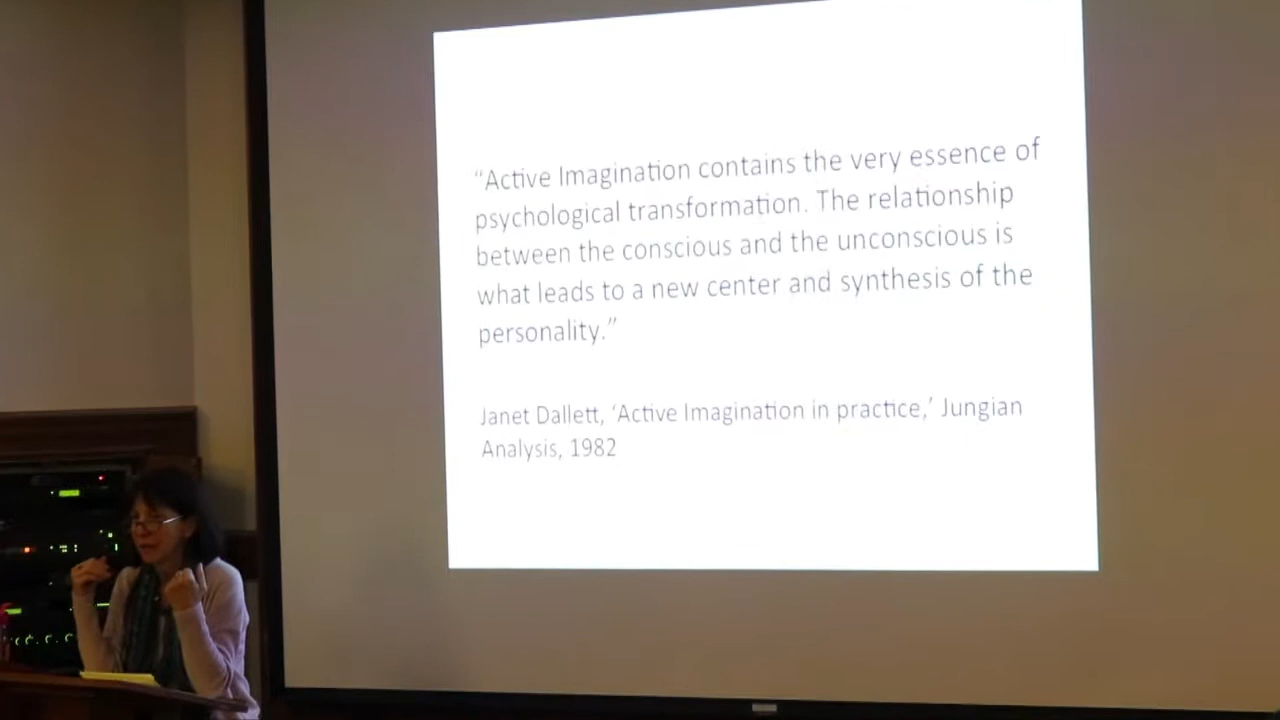 “Active Imagination contains the very essence of
psychological transformation. The relationship
between the conscious and the unconscious is
what leads to a new center and synthesis of the
personality.”
Janet Dallett, ‘Active Imagination in practice,’ Jungian
Analysis, 1982